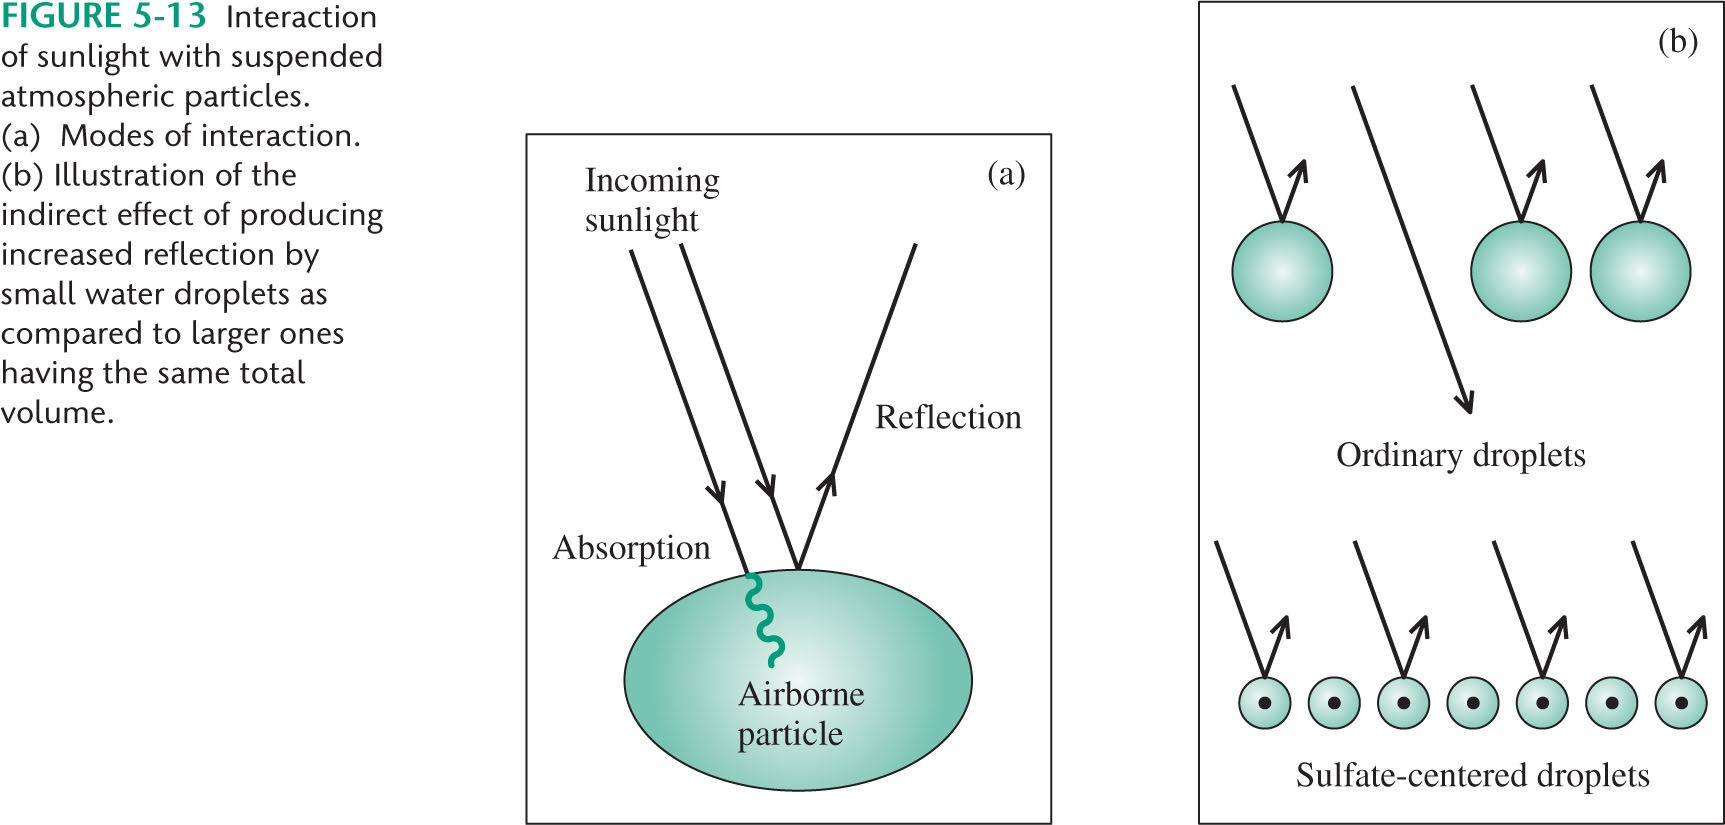 FIGURE 5-13 Interaction
of sunlight with suspended
atmospheric particles.
(a) Modes of interaction.
(b) Illustration of the
indirect effect of producing
increased reflection by
small water droplets as
compared to larger ones
having the same total
volume.
(a)
Incoming
sunlight
Reflection
Absorption
Airborne
particle
(b)
Ordinary droplets
Sulfate-centered droplets